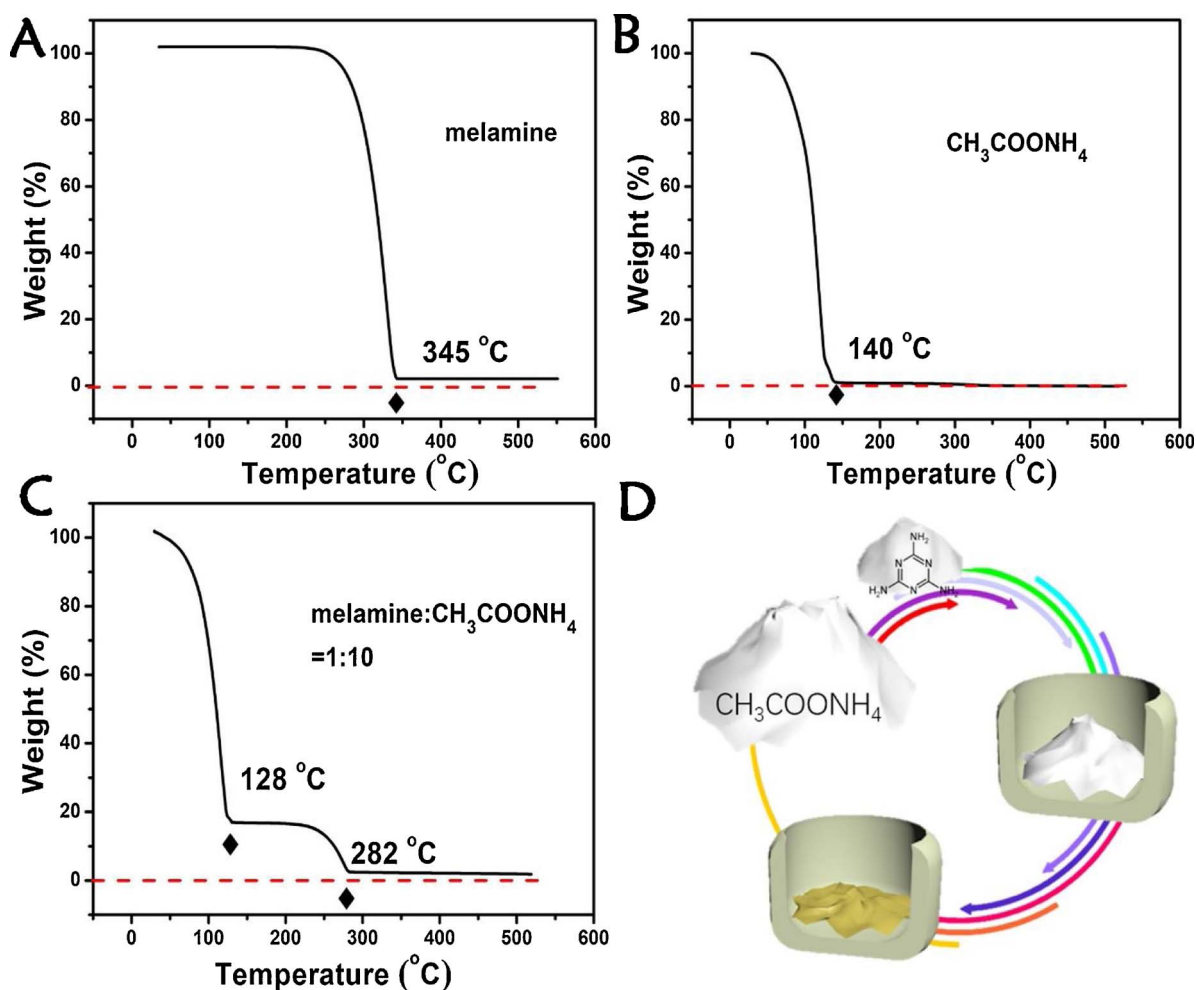 A
Weight (%)
100
80
60
40
20
0
melamine
345 °C
0 100 200 300 400 500 600
Temperature (°C)
B
Weight (%)
100
80
60
40
20
0
CH₃COONH₄
140 °C
0 100 200 300 400 500 600
Temperature (°C)
C
Weight (%)
100
80
60
40
20
0
melamine:CH₃COONH₄
=1:10
128 °C
282 °C
0 100 200 300 400 500 600
Temperature (°C)
D
NH₂
N N
H₂N N NH₂
CH₃COONH₄